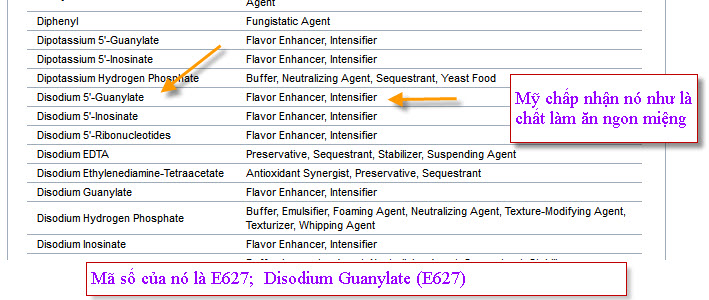 Agent
Diphenyl Fungistatic Agent
Dipotassium 5'-Guanylate Flavor Enhancer, Intensifier
Dipotassium 5'-Inosinate Flavor Enhancer, Intensifier
Dipotassium Hydrogen Phosphate Buffer, Neutralizing Agent, Sequestrant, Yeast Food
Disodium 5'-Guanylate Flavor Enhancer, Intensifier
Mỹ chấp nhận nó như là
chất làm ăn ngon miệng
Disodium 5'-Inosinate Flavor Enhancer, Intensifier
Disodium 5'-Ribonucleotides Flavor Enhancer, Intensifier
Disodium EDTA Preservative, Sequestrant, Stabilizer, Suspending Agent
Disodium Ethylenediamine-Tetraacetate Antioxidant Synergist, Preservative, Sequestrant
Disodium Guanylate Flavor Enhancer, Intensifier
Disodium Hydrogen Phosphate Buffer, Emulsifier, Foaming Agent, Neutralizing Agent, Texture-Modifying Agent,
Texturizer, Whipping Agent
Disodium Inosinate Flavor Enhancer, Intensifier
Mã số của nó là E627; Disodium Guanylate (E627)